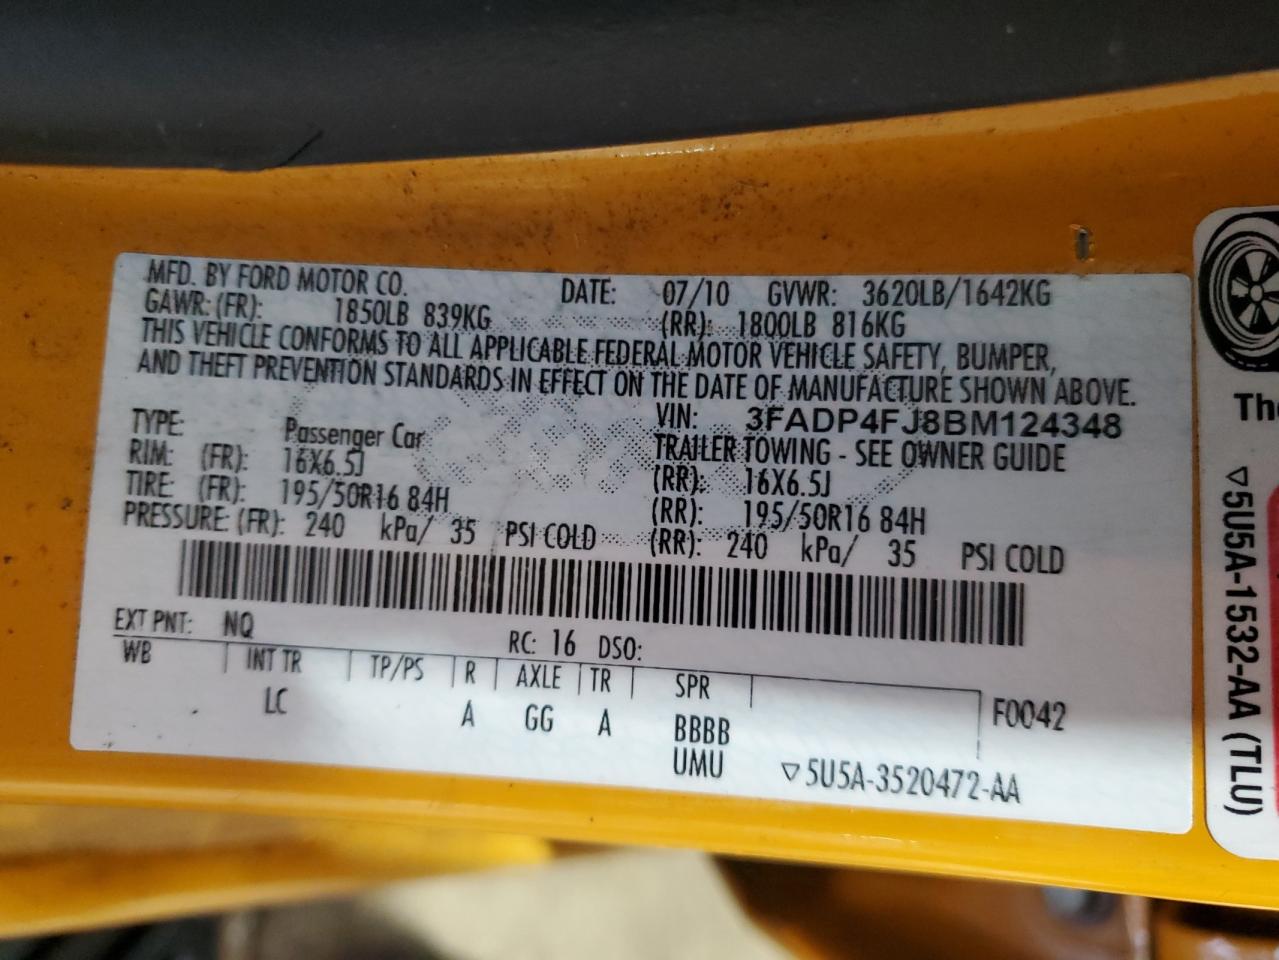 MFD. BY FORD MOTOR CO. DATE: 07/10 GVWR: 3620LB/1642KG
GAWR: (FR): 1850LB 839KG (RR): 1800LB 816KG
THIS VEHICLE CONFORMS TO ALL APPLICABLE FEDERAL MOTOR VEHICLE SAFETY, BUMPER,
AND THEFT PREVENTION STANDARDS IN EFFECT ON THE DATE OF MANUFACTURE SHOWN ABOVE.
VIN: 3FADP4FJ8BM124348
TYPE: Passenger Car TRAILER TOWING - SEE OWNER GUIDE
RIM: (FR): 16X6.5J (RR): 16X6.5J
TIRE: (FR): 195/50R16 84H (RR): 195/50R16 84H
PRESSURE: (FR): 240 kPa/ 35 PSI COLD (RR): 240 kPa/ 35 PSI COLD
EXT PNT: NQ RC: 16 DSO:
WB INT TR TP/PS R AXLE TR SPR
LC A GG A BBBB F0042
UMU ▽5U5A-3520472-AA
▽5U5A-1532-AA (TLU)